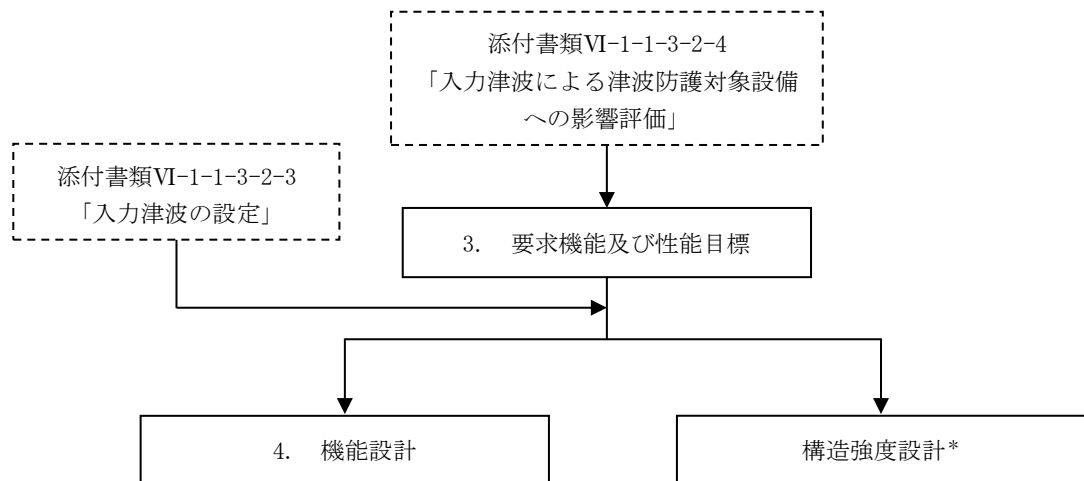 添付書類Ⅵ-1-1-3-2-4
「入力津波による津波防護対象設備
への影響評価」
添付書類Ⅵ-1-1-3-2-3
「入力津波の設定」
3. 要求機能及び性能目標
4. 機能設計
構造強度設計*